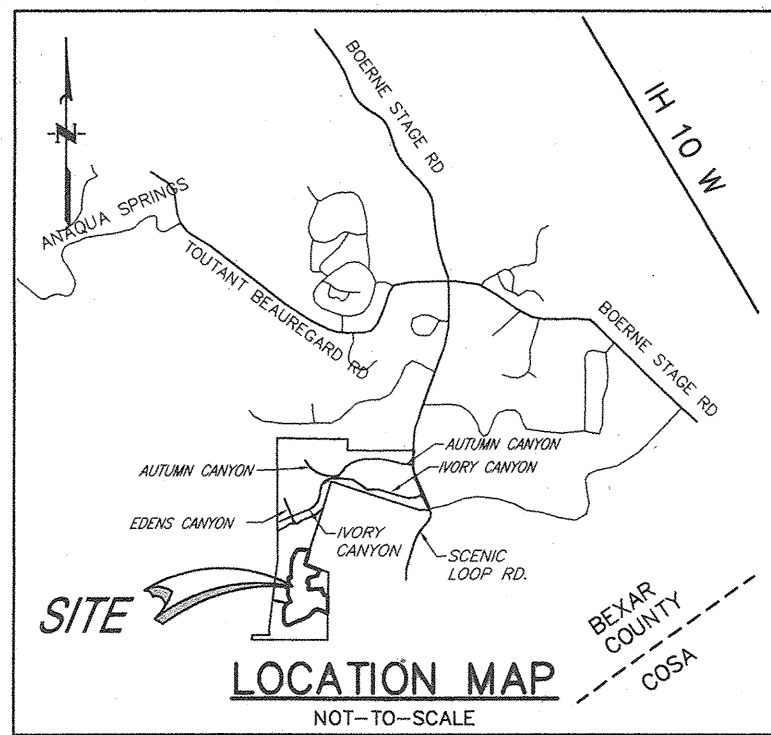 BOERNE STAGE RD
IH 10 W
N
ANAQUA SPRINGS
TOUTANT BEAUREGARD RD
BOERNE STAGE RD
AUTUMN CANYON
AUTUMN CANYON
IVORY CANYON
EDENS CANYON
IVORY
CANYON
SCENIC
LOOP RD.
SITE
BEXAR
COUNTY
COSA
LOCATION MAP
NOT-TO-SCALE